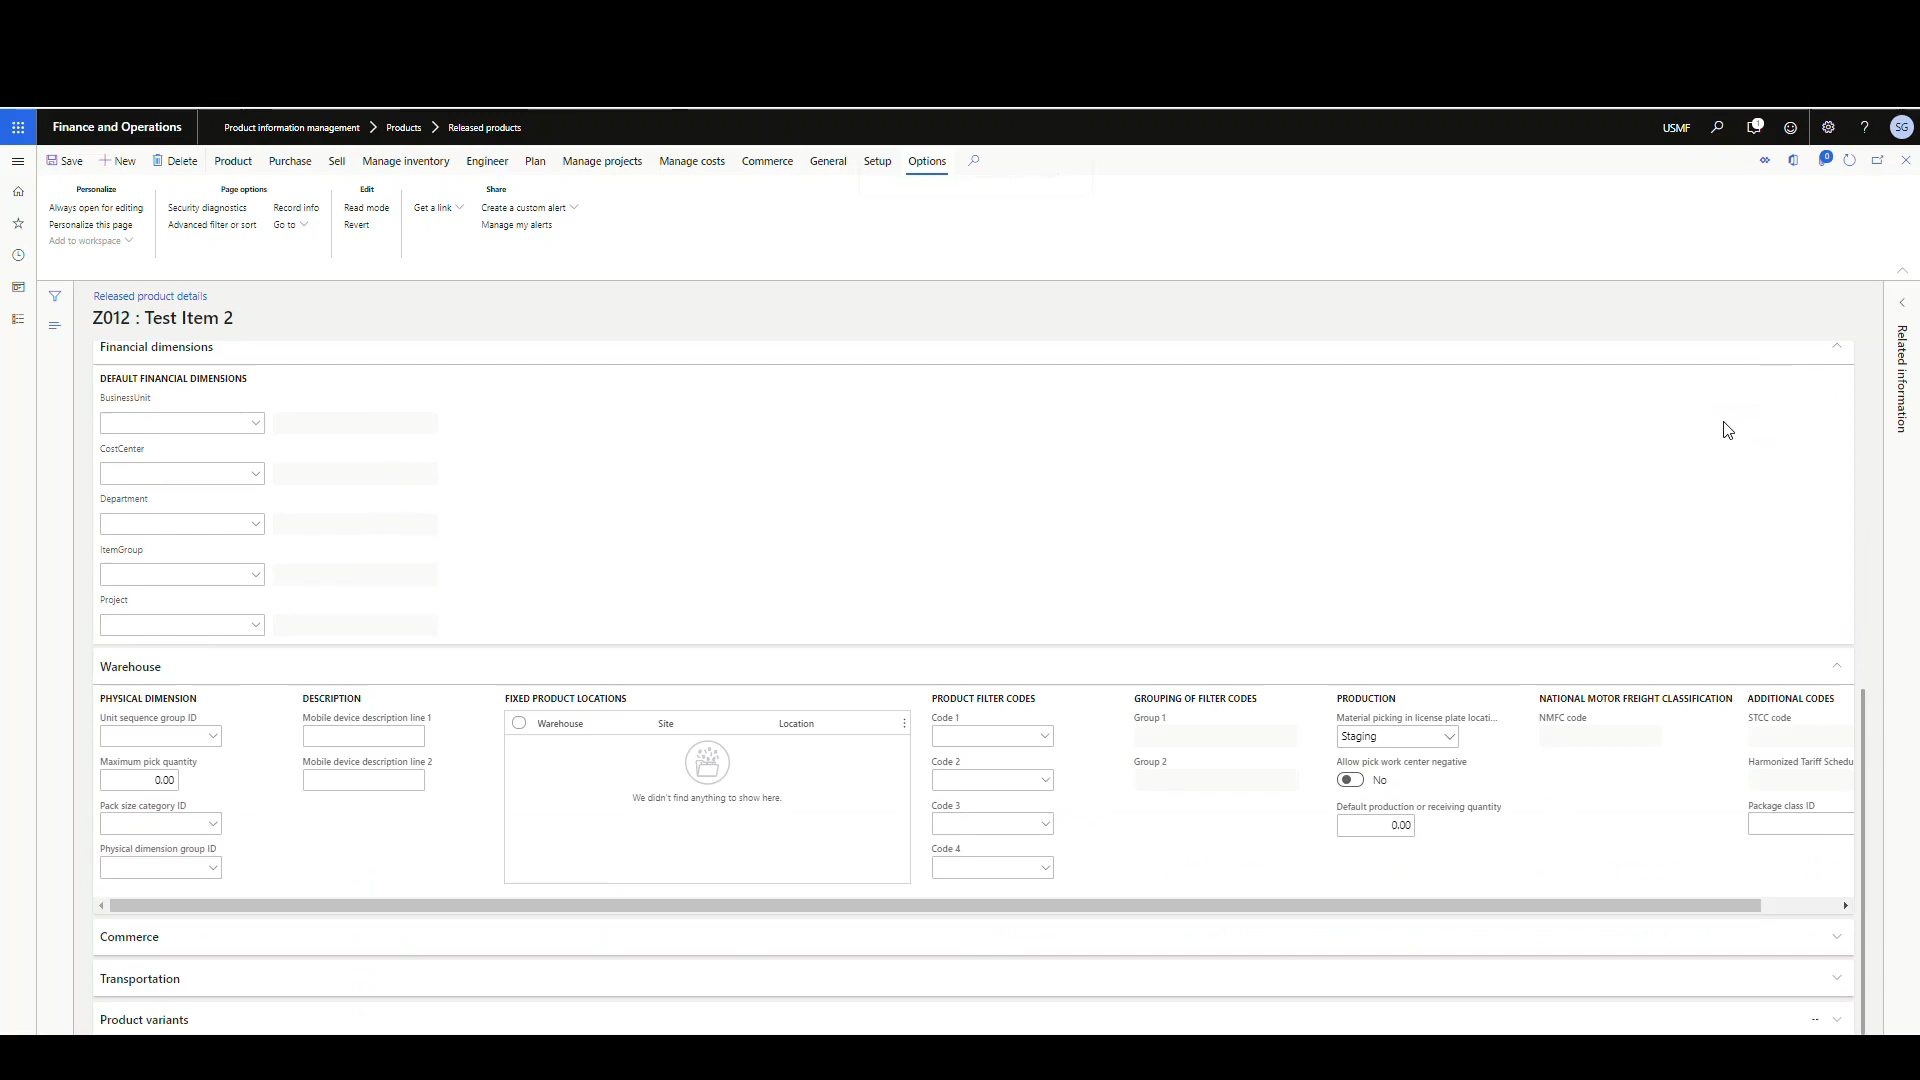 Finance and Operations
Product information management > Products > Released products
USMF
1
?
SG
Save
New
Delete
Product
Purchase
Sell
Manage inventory
Engineer
Plan
Manage projects
Manage costs
Commerce
General
Setup
Options
0
Personalize
Always open for editing
Personalize this page
Add to workspace
Page options
Security diagnostics
Advanced filter or sort
Record info
Go to
Edit
Read mode
Revert
Get a link
Share
Create a custom alert
Manage my alerts
Related information
Released product details
Z012 : Test Item 2
Financial dimensions
DEFAULT FINANCIAL DIMENSIONS
BusinessUnit
CostCenter
Department
ItemGroup
Project
Warehouse
PHYSICAL DIMENSION
Unit sequence group ID
Maximum pick quantity
0.00
Pack size category ID
Physical dimension group ID
DESCRIPTION
Mobile device description line 1
Mobile device description line 2
FIXED PRODUCT LOCATIONS
Warehouse
Site
Location
We didn't find anything to show here.
PRODUCT FILTER CODES
Code 1
Code 2
Code 3
Code 4
GROUPING OF FILTER CODES
Group 1
Group 2
PRODUCTION
Material picking in license plate locati...
Staging
Allow pick work center negative
No
Default production or receiving quantity
0.00
NATIONAL MOTOR FREIGHT CLASSIFICATION
NMFC code
ADDITIONAL CODES
STCC code
Harmonized Tariff Schedu
Package class ID
Commerce
Transportation
Product variants
--